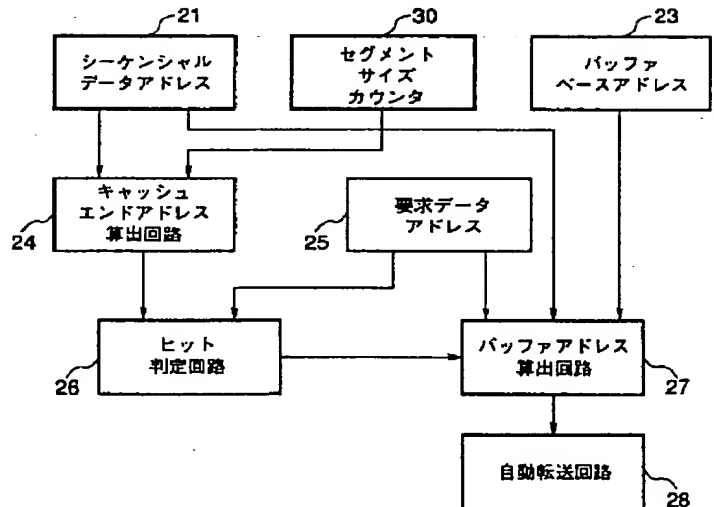 21
30
23
シーケンシャル
データアドレス
セグメント
サイズ
カウンタ
バッファ
ベースアドレス
キャッシュ
エンドアドレス
算出回路
24
要求データ
アドレス
25
ヒット
判定回路
26
バッファアドレス
算出回路
27
自動転送回路
28